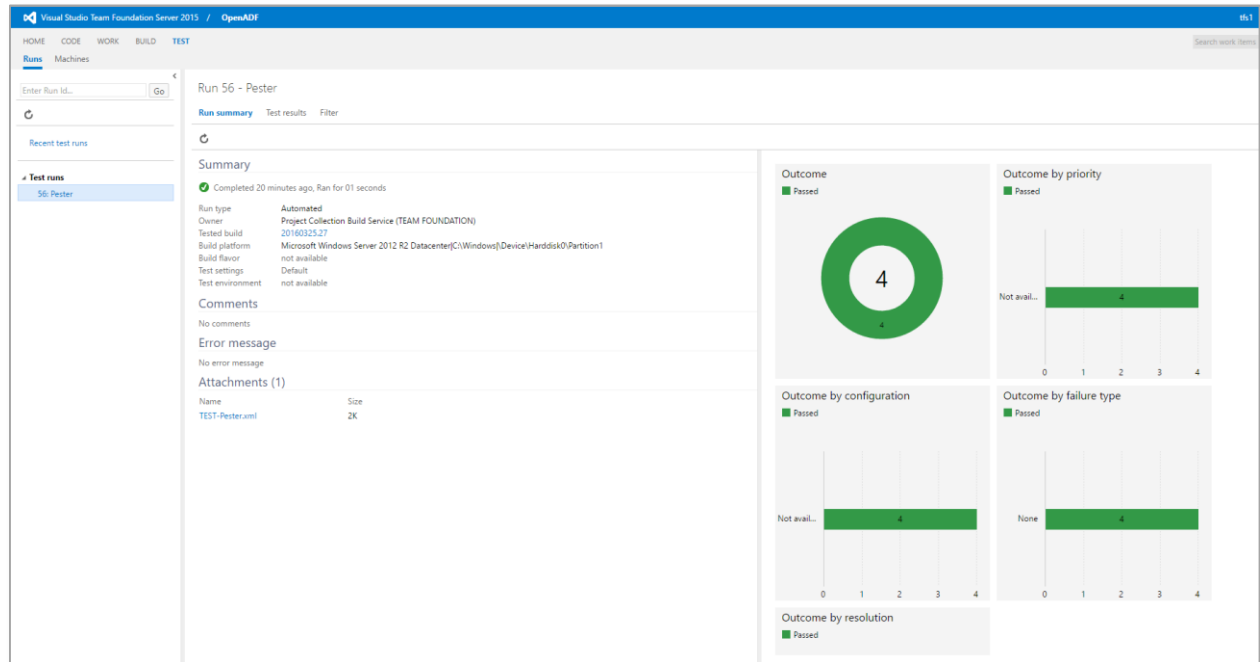 Visual Studio Team Foundation Server 2015 / OpenADF
tfs1
HOME CODE WORK BUILD TEST
Search work items
Runs Machines
Enter Run Id...
Go
Recent test runs
Test runs
56: Pester
Run 56 - Pester
Run summary Test results Filter
Summary
Completed 20 minutes ago, Ran for 01 seconds
Run type Automated
Owner Project Collection Build Service (TEAM FOUNDATION)
Tested build 20160325.27
Build platform Microsoft Windows Server 2012 R2 Datacenter|C:\Windows|\Device\Harddisk0\Partition1
Build flavor not available
Test settings Default
Test environment not available
Comments
No comments
Error message
No error message
Attachments (1)
Name Size
TEST-Pester.xml 2K
Outcome
Passed
4
4
Outcome by priority
Passed
Not avail... 4
0 1 2 3 4
Outcome by configuration
Passed
Not avail... 4
0 1 2 3 4
Outcome by failure type
Passed
None 4
0 1 2 3 4
Outcome by resolution
Passed